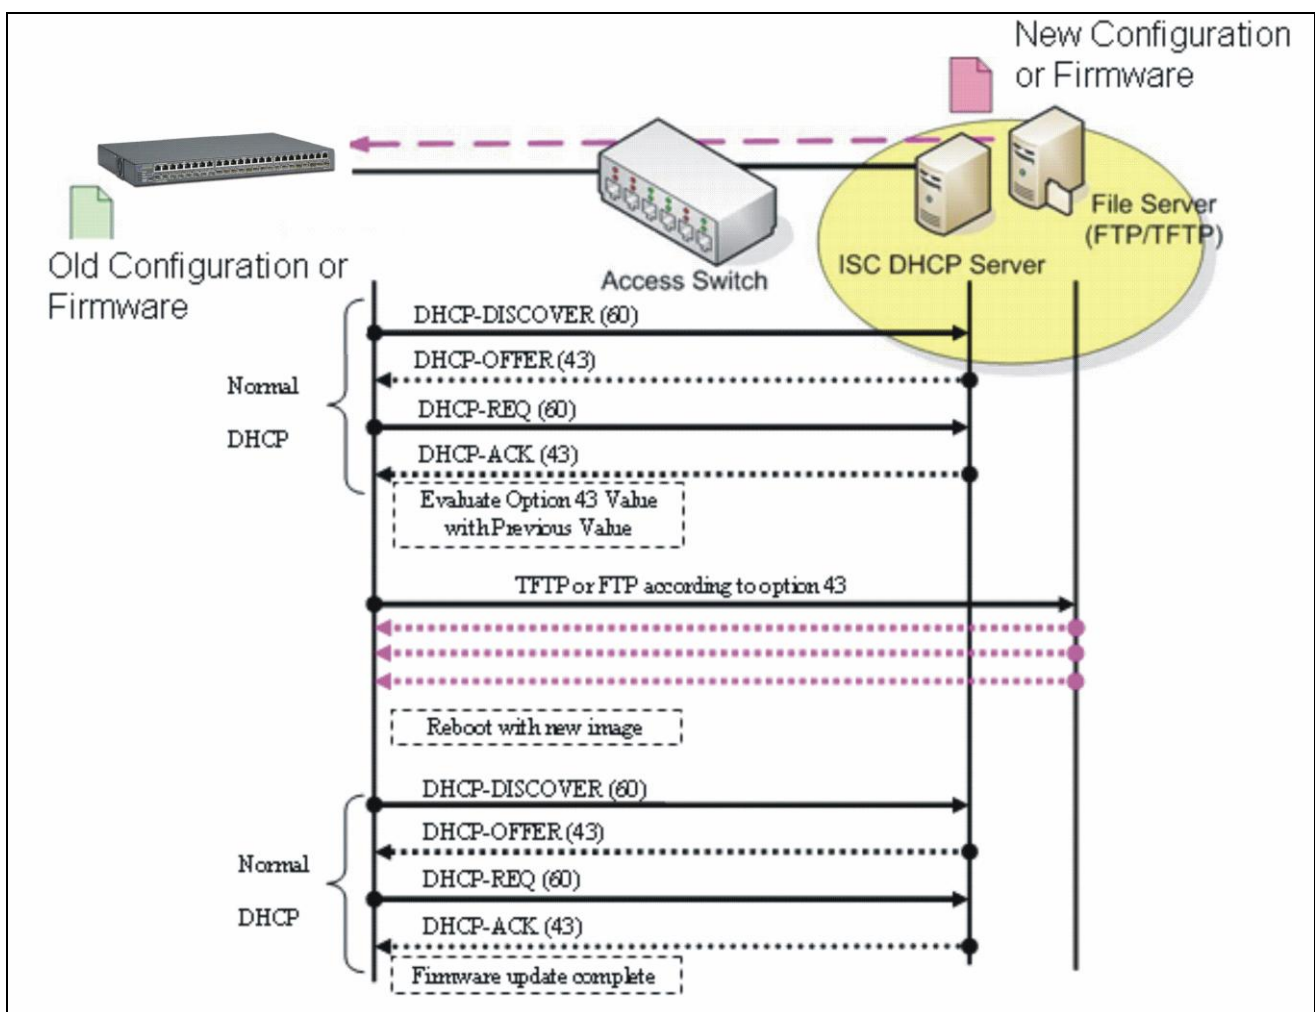 New Configuration
or Firmware
File Server
(FTP/TFTP)
ISC DHCP Server
Access Switch
Old Configuration or
Firmware
DHCP-DISCOVER (60)
DHCP-OFFER (43)
Normal
DHCP-REQ (60)
DHCP
DHCP-ACK (43)
Evaluate Option 43 Value
with Previous Value
TFTP or FTP according to option 43
Reboot with new image
DHCP-DISCOVER (60)
DHCP-OFFER (43)
Normal
DHCP-REQ (60)
DHCP
DHCP-ACK (43)
Firmware update complete